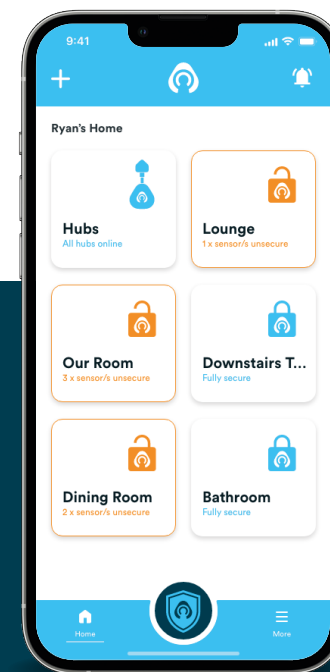 9:41
Ryan's Home
Hubs
All hubs online
Lounge
1 x sensor/s unsecure
Our Room
3 x sensor/s unsecure
Downstairs T...
Fully secure
Dining Room
2 x sensor/s unsecure
Bathroom
Fully secure
Home
More